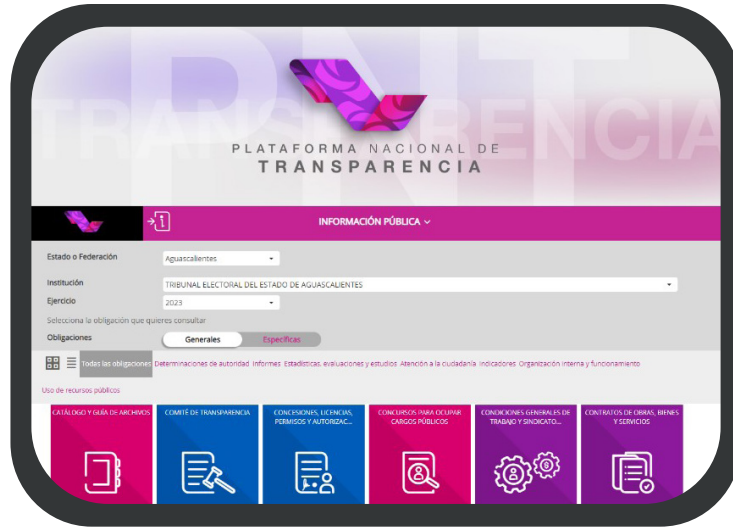 PNT
TRANSPARENCIA
PLATAFORMA NACIONAL DE
TRANSPARENCIA
INFORMACIÓN PÚBLICA
Estado o Federación Aguascalientes
Institución TRIBUNAL ELECTORAL DEL ESTADO DE AGUASCALIENTES
Ejercicio 2023
Selecciona la obligación que quieres consultar
Obligaciones Generales Específicas
Todas las obligaciones Determinaciones de autoridad Informes Estadísticas, evaluaciones y estudios Atención a la ciudadanía Indicadores Organización interna y funcionamiento
Uso de recursos públicos
CATÁLOGO Y GUÍA DE ARCHIVOS COMITÉ DE TRANSPARENCIA CONCESIONES, LICENCIAS, CONCURSOS PARA OCUPAR CONDICIONES GENERALES DE CONTRATOS DE OBRAS, BIENES
PERMISOS Y AUTORIZAC... CARGOS PÚBLICOS TRABAJO Y SINDICATO... Y SERVICIOS